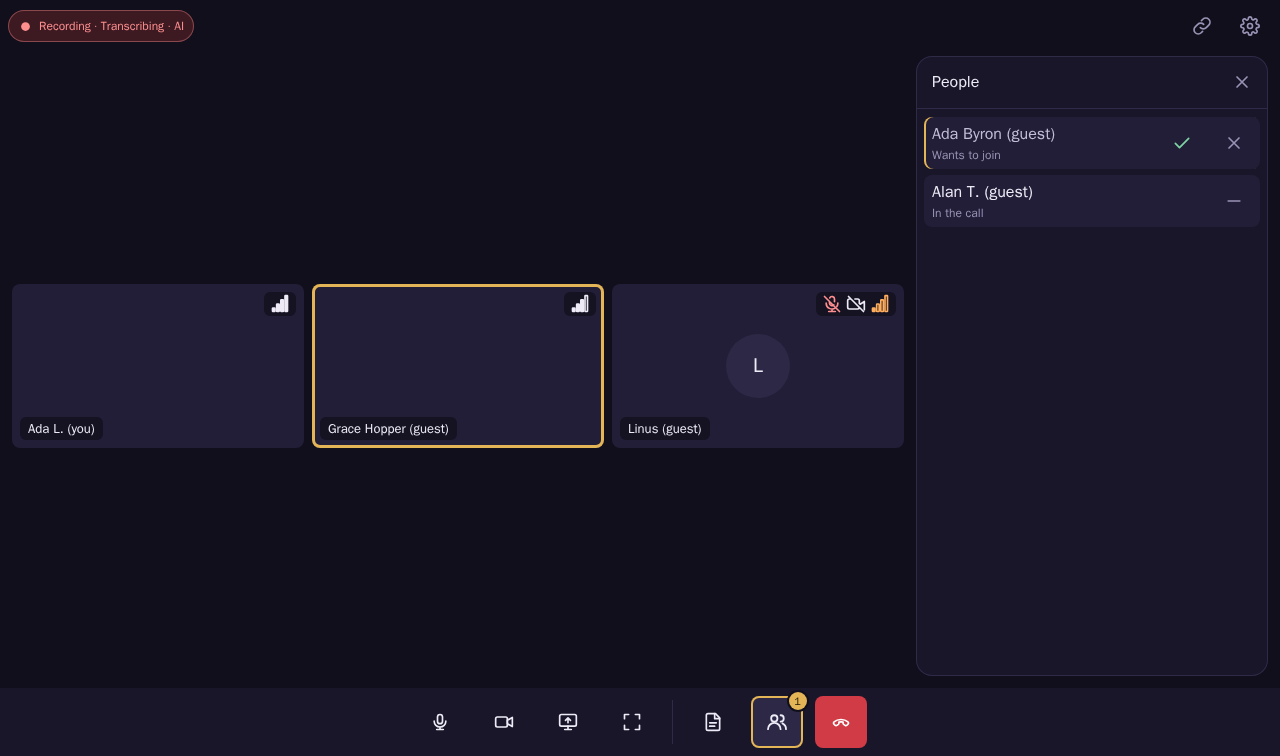 Recording · Transcribing · AI
People
Ada Byron (guest)
Wants to join
Alan T. (guest)
In the call
L
Ada L. (you)
Grace Hopper (guest)
Linus (guest)
1